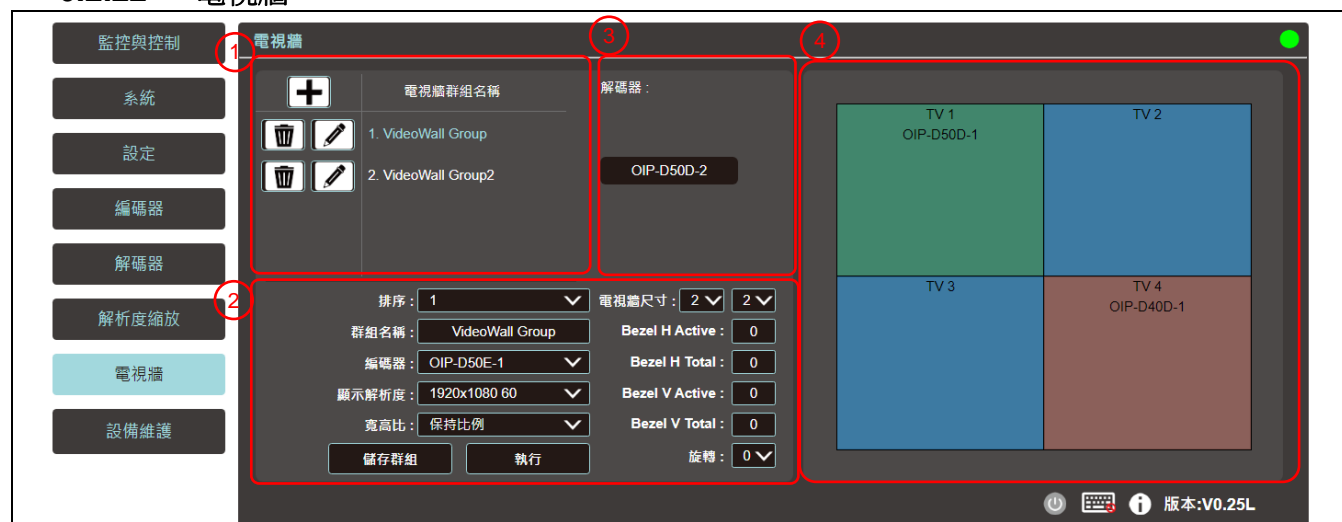 電視牆
監控與控制
系統
設定
編碼器
解碼器
解析度縮放
電視牆
設備維護
1
電視牆
電視牆群組名稱
1. VideoWall Group
2. VideoWall Group2
3
解碼器 :
OIP-D50D-2
4
TV 1
OIP-D50D-1
TV 2
TV 3
TV 4
OIP-D40D-1
2
排序 : 1
群組名稱 : VideoWall Group
編碼器 : OIP-D50E-1
顯示解析度 : 1920x1080 60
寬高比 : 保持比例
儲存群組 執行
電視牆尺寸 : 2 2
Bezel H Active : 0
Bezel H Total : 0
Bezel V Active : 0
Bezel V Total : 0
旋轉 : 0
版本:V0.25L